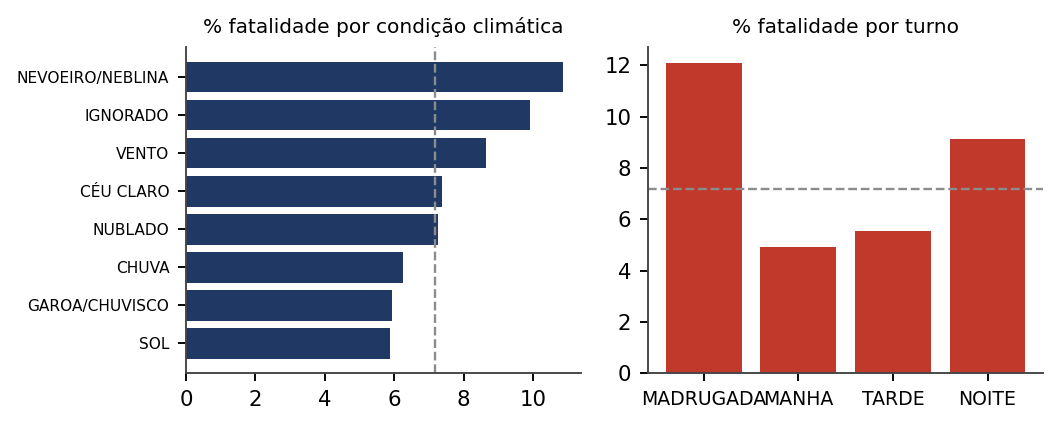 % fatalidade por condição climática
NEVOEIRO/NEBLINA
IGNORADO
VENTO
CÉU CLARO
NUBLADO
CHUVA
GAROA/CHUVISCO
SOL
0 2 4 6 8 10
% fatalidade por turno
12
10
8
6
4
2
0
MADRUGADA MANHA TARDE NOITE